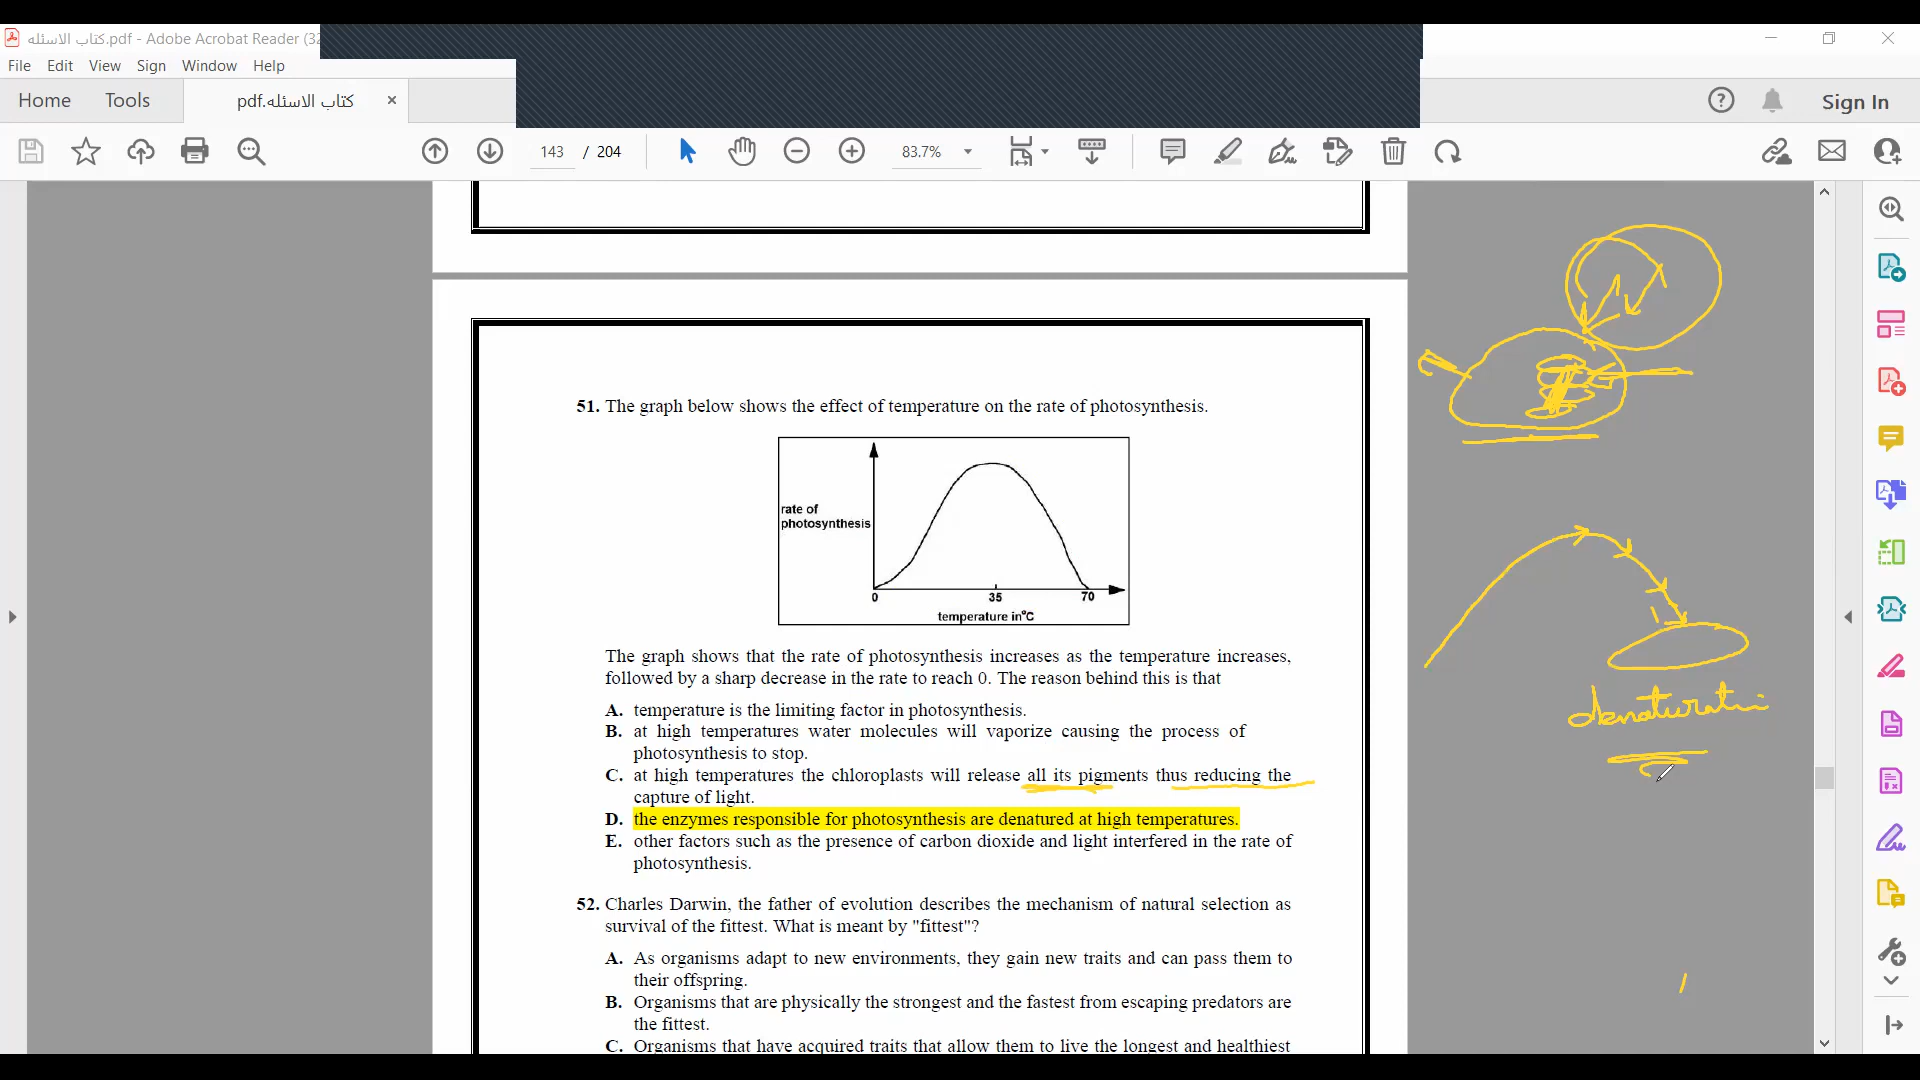 كتاب الاسئله.pdf - Adobe Acrobat Reader (32
File Edit View Sign Window Help
Home Tools كتاب الاسئله.pdf × Sign In
143 / 204 83.7%
51. The graph below shows the effect of temperature on the rate of photosynthesis.
rate of
photosynthesis
0 35 70
temperature in°C
The graph shows that the rate of photosynthesis increases as the temperature increases,
followed by a sharp decrease in the rate to reach 0. The reason behind this is that
denaturation
A. temperature is the limiting factor in photosynthesis.
B. at high temperatures water molecules will vaporize causing the process of
photosynthesis to stop.
C. at high temperatures the chloroplasts will release all its pigments thus reducing the
capture of light.
D. the enzymes responsible for photosynthesis are denatured at high temperatures.
E. other factors such as the presence of carbon dioxide and light interfered in the rate of
photosynthesis.
52. Charles Darwin, the father of evolution describes the mechanism of natural selection as
survival of the fittest. What is meant by "fittest"?
A. As organisms adapt to new environments, they gain new traits and can pass them to
their offspring.
B. Organisms that are physically the strongest and the fastest from escaping predators are
the fittest.
C. Organisms that have acquired traits that allow them to live the longest and healthiest